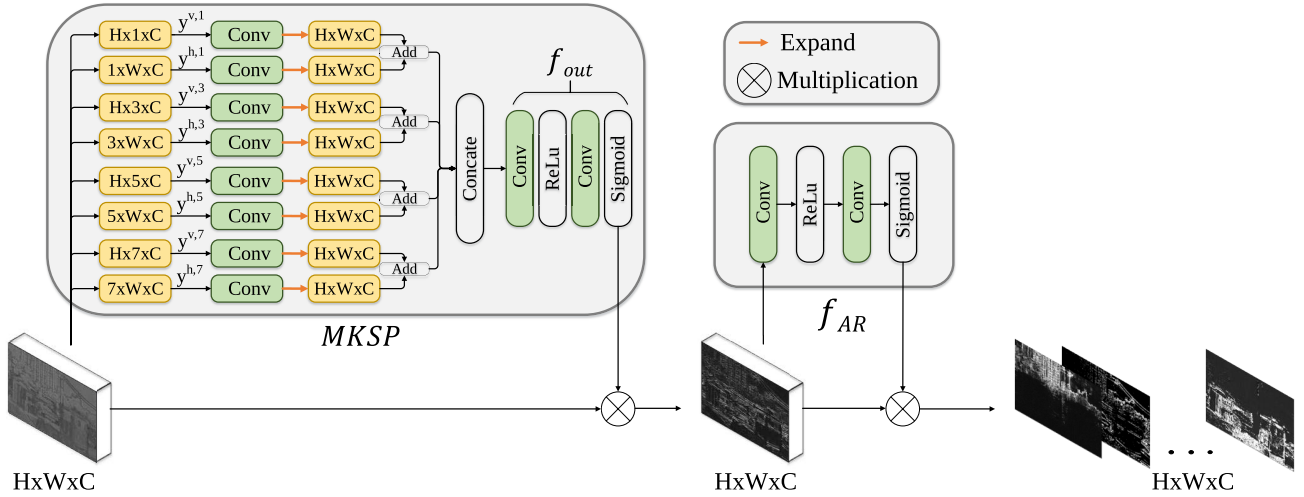 Hx1xC y^{v,1} Conv HxWxC
Add
1xWxC y^{h,1} Conv HxWxC
Hx3xC y^{v,3} Conv HxWxC
Add
3xWxC y^{h,3} Conv HxWxC
Hx5xC y^{v,5} Conv HxWxC
Add
5xWxC y^{h,5} Conv HxWxC
Hx7xC y^{v,7} Conv HxWxC
Add
7xWxC y^{h,7} Conv HxWxC
Concate
f_{out}
Conv
ReLu
Conv
Sigmoid
MKSP
Expand
Multiplication
Conv
ReLu
Conv
Sigmoid
f_{AR}
HxWxC
HxWxC
. . .
HxWxC